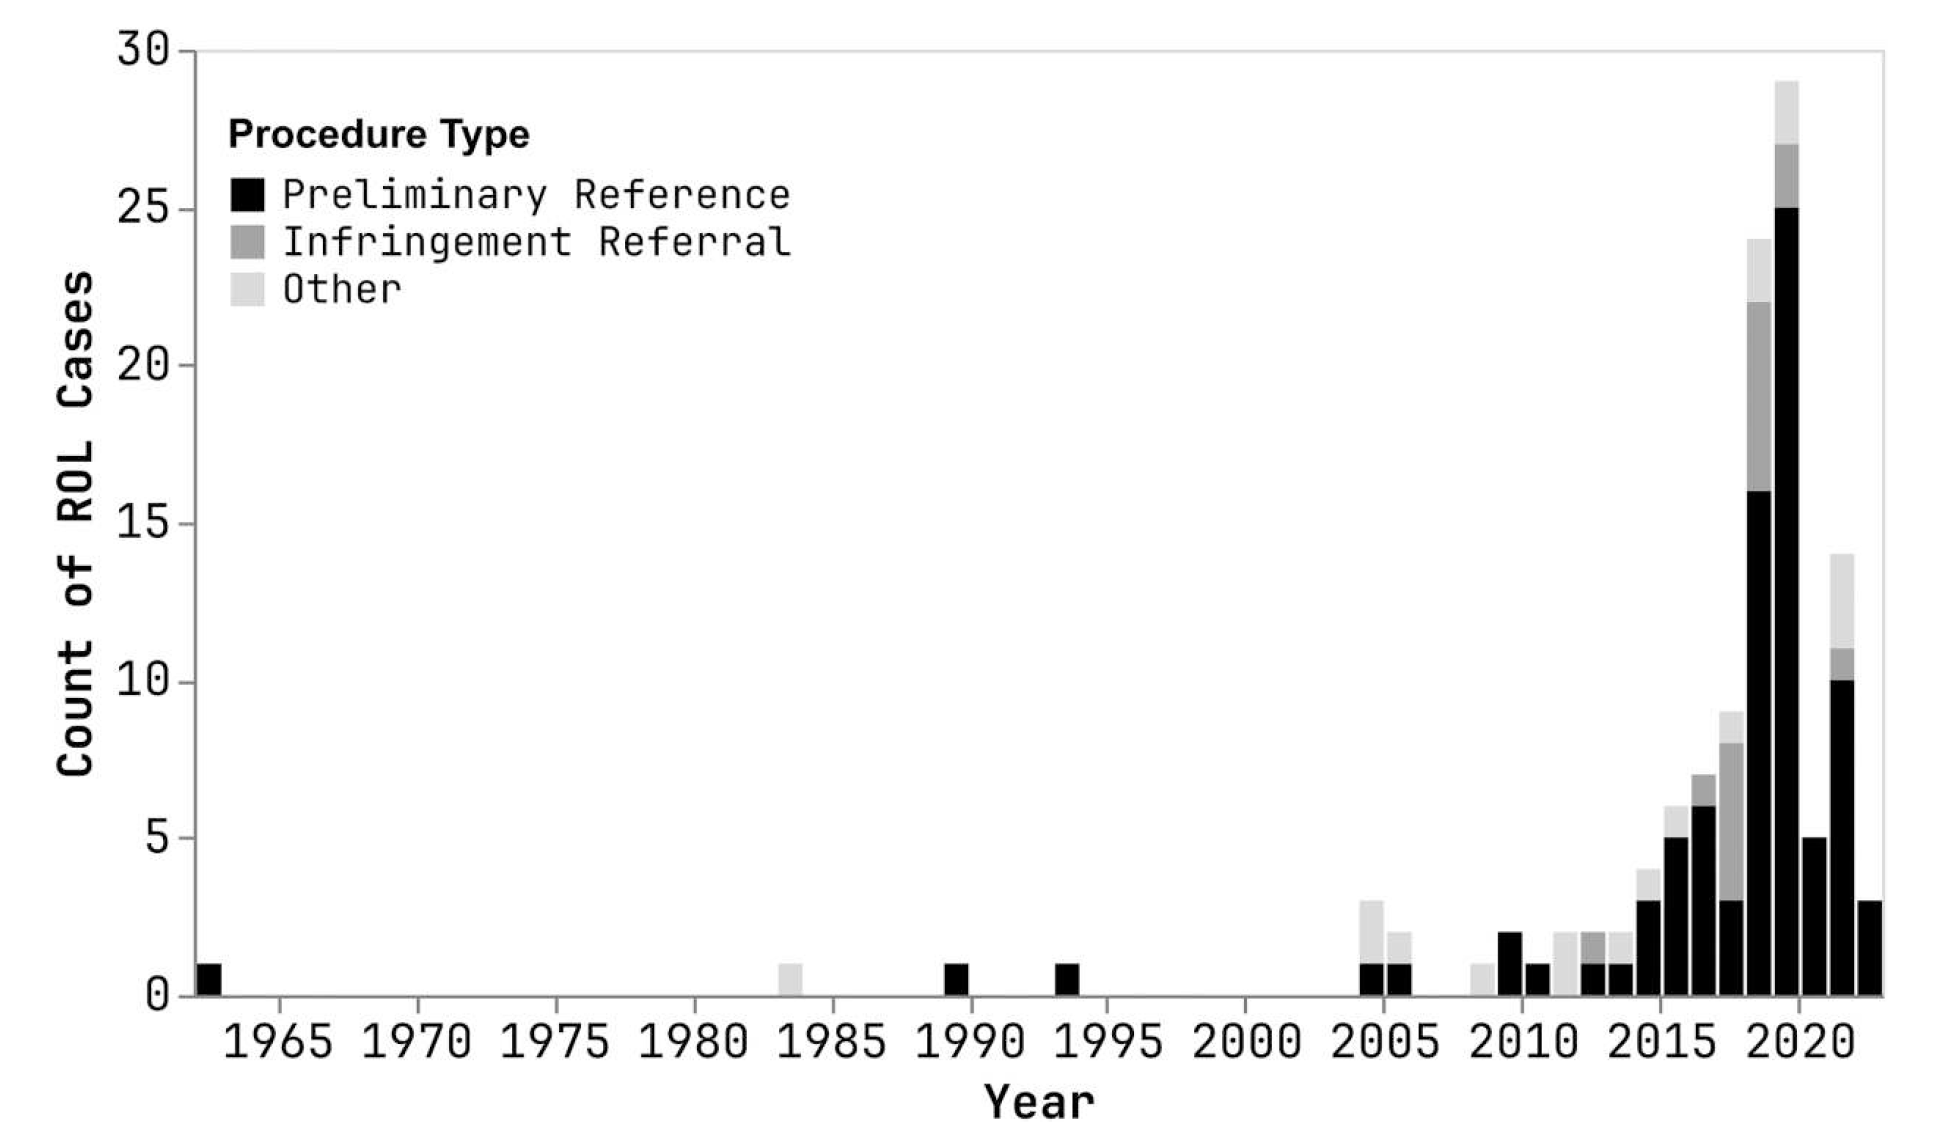 30
Procedure Type
Preliminary Reference
Infringement Referral
Other
25
20
15
10
5
0
Count of ROL Cases
1965 1970 1975 1980 1985 1990 1995 2000 2005 2010 2015 2020
Year